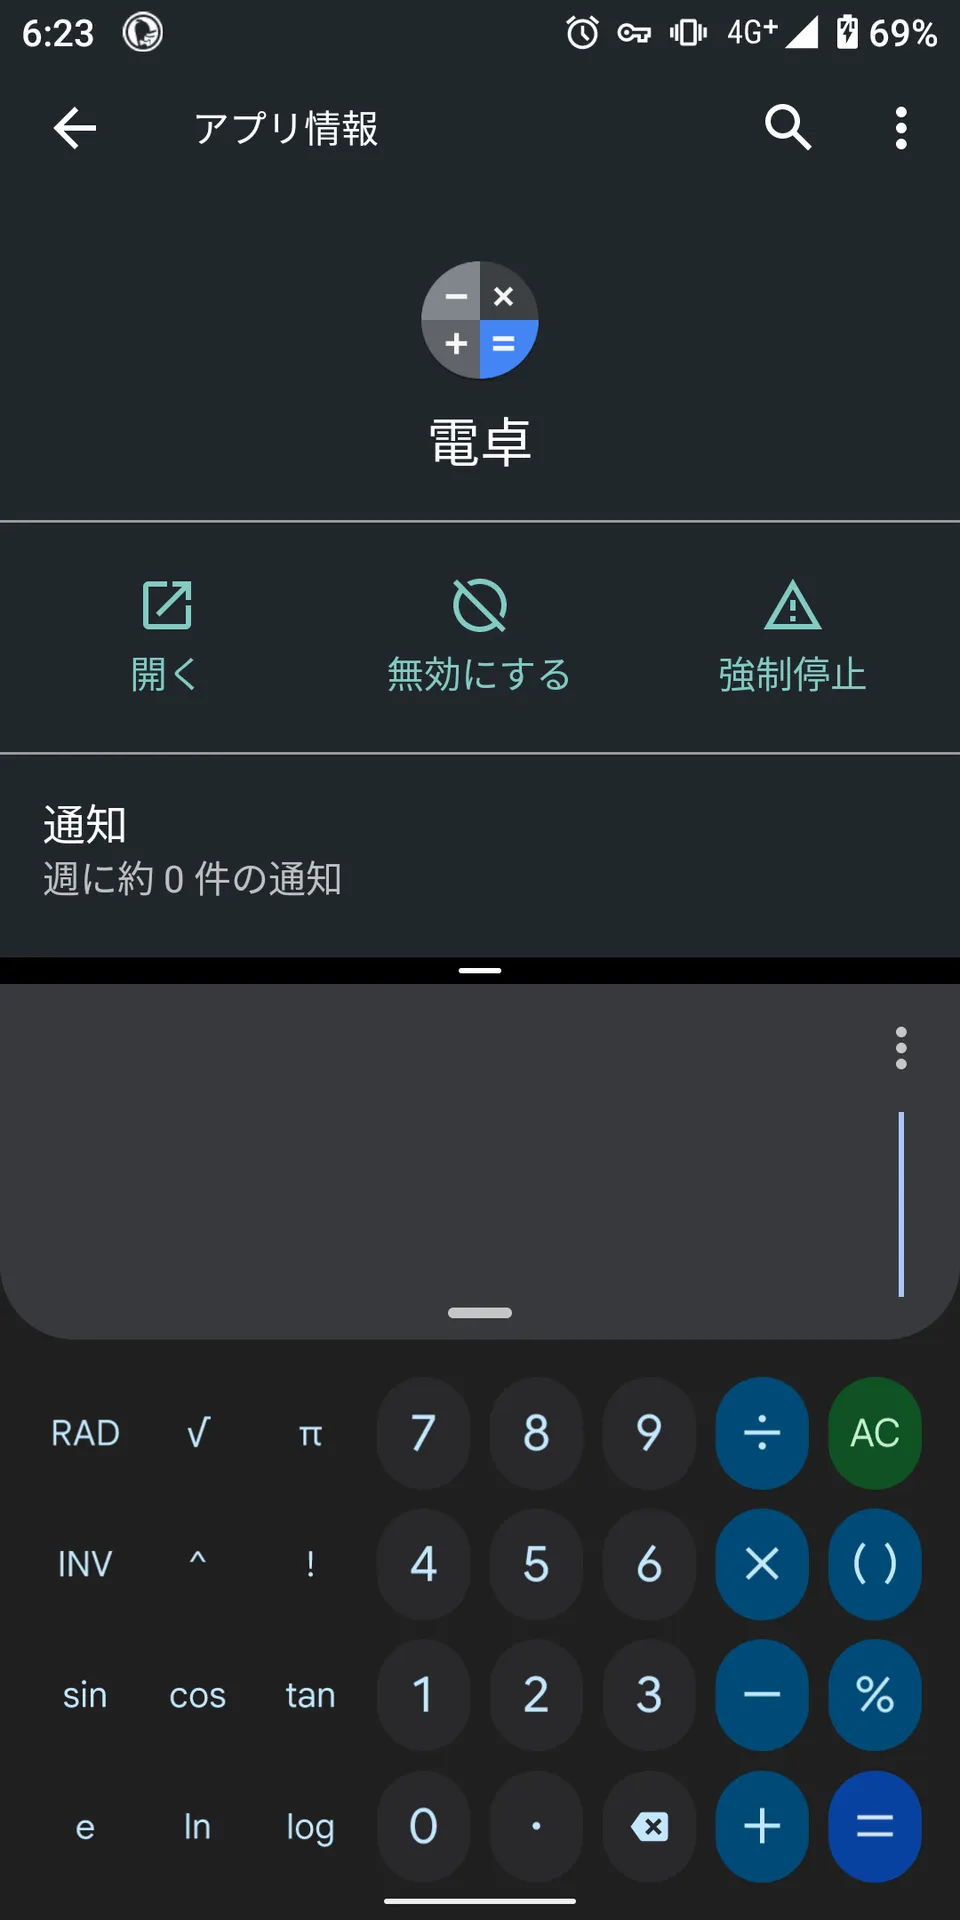 6:23 4G+ 69%
アプリ情報
電卓
開く 無効にする 強制停止
通知
週に約 0 件の通知
RAD √ π 7 8 9 ÷ AC
INV ^ ! 4 5 6 × ( )
sin cos tan 1 2 3 − %
e ln log 0 . + =